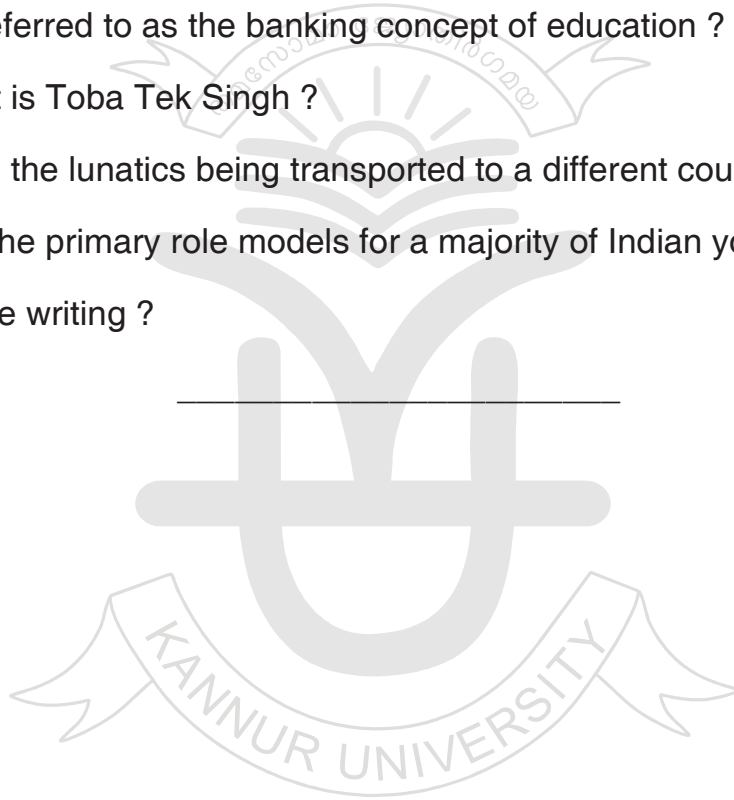 ferred to as the banking concept of education ?
is Toba Tek Singh ?
the lunatics being transported to a different cou
he primary role models for a majority of Indian yo
e writing ?
KANNUR UNIVERSITY